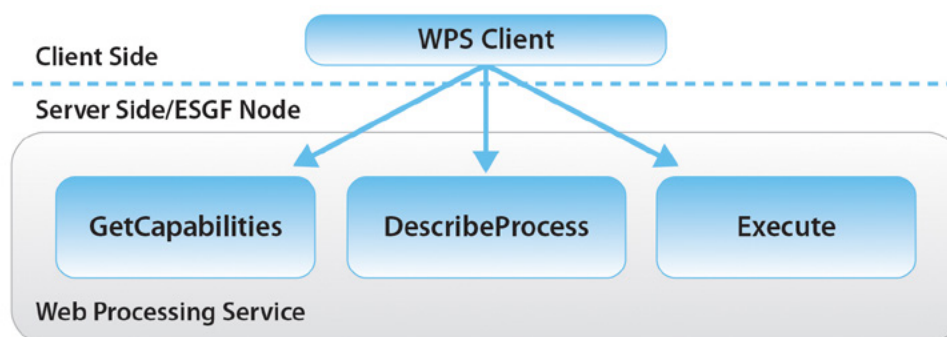 WPS Client
Client Side
Server Side/ESGF Node
GetCapabilities
DescribeProcess
Execute
Web Processing Service